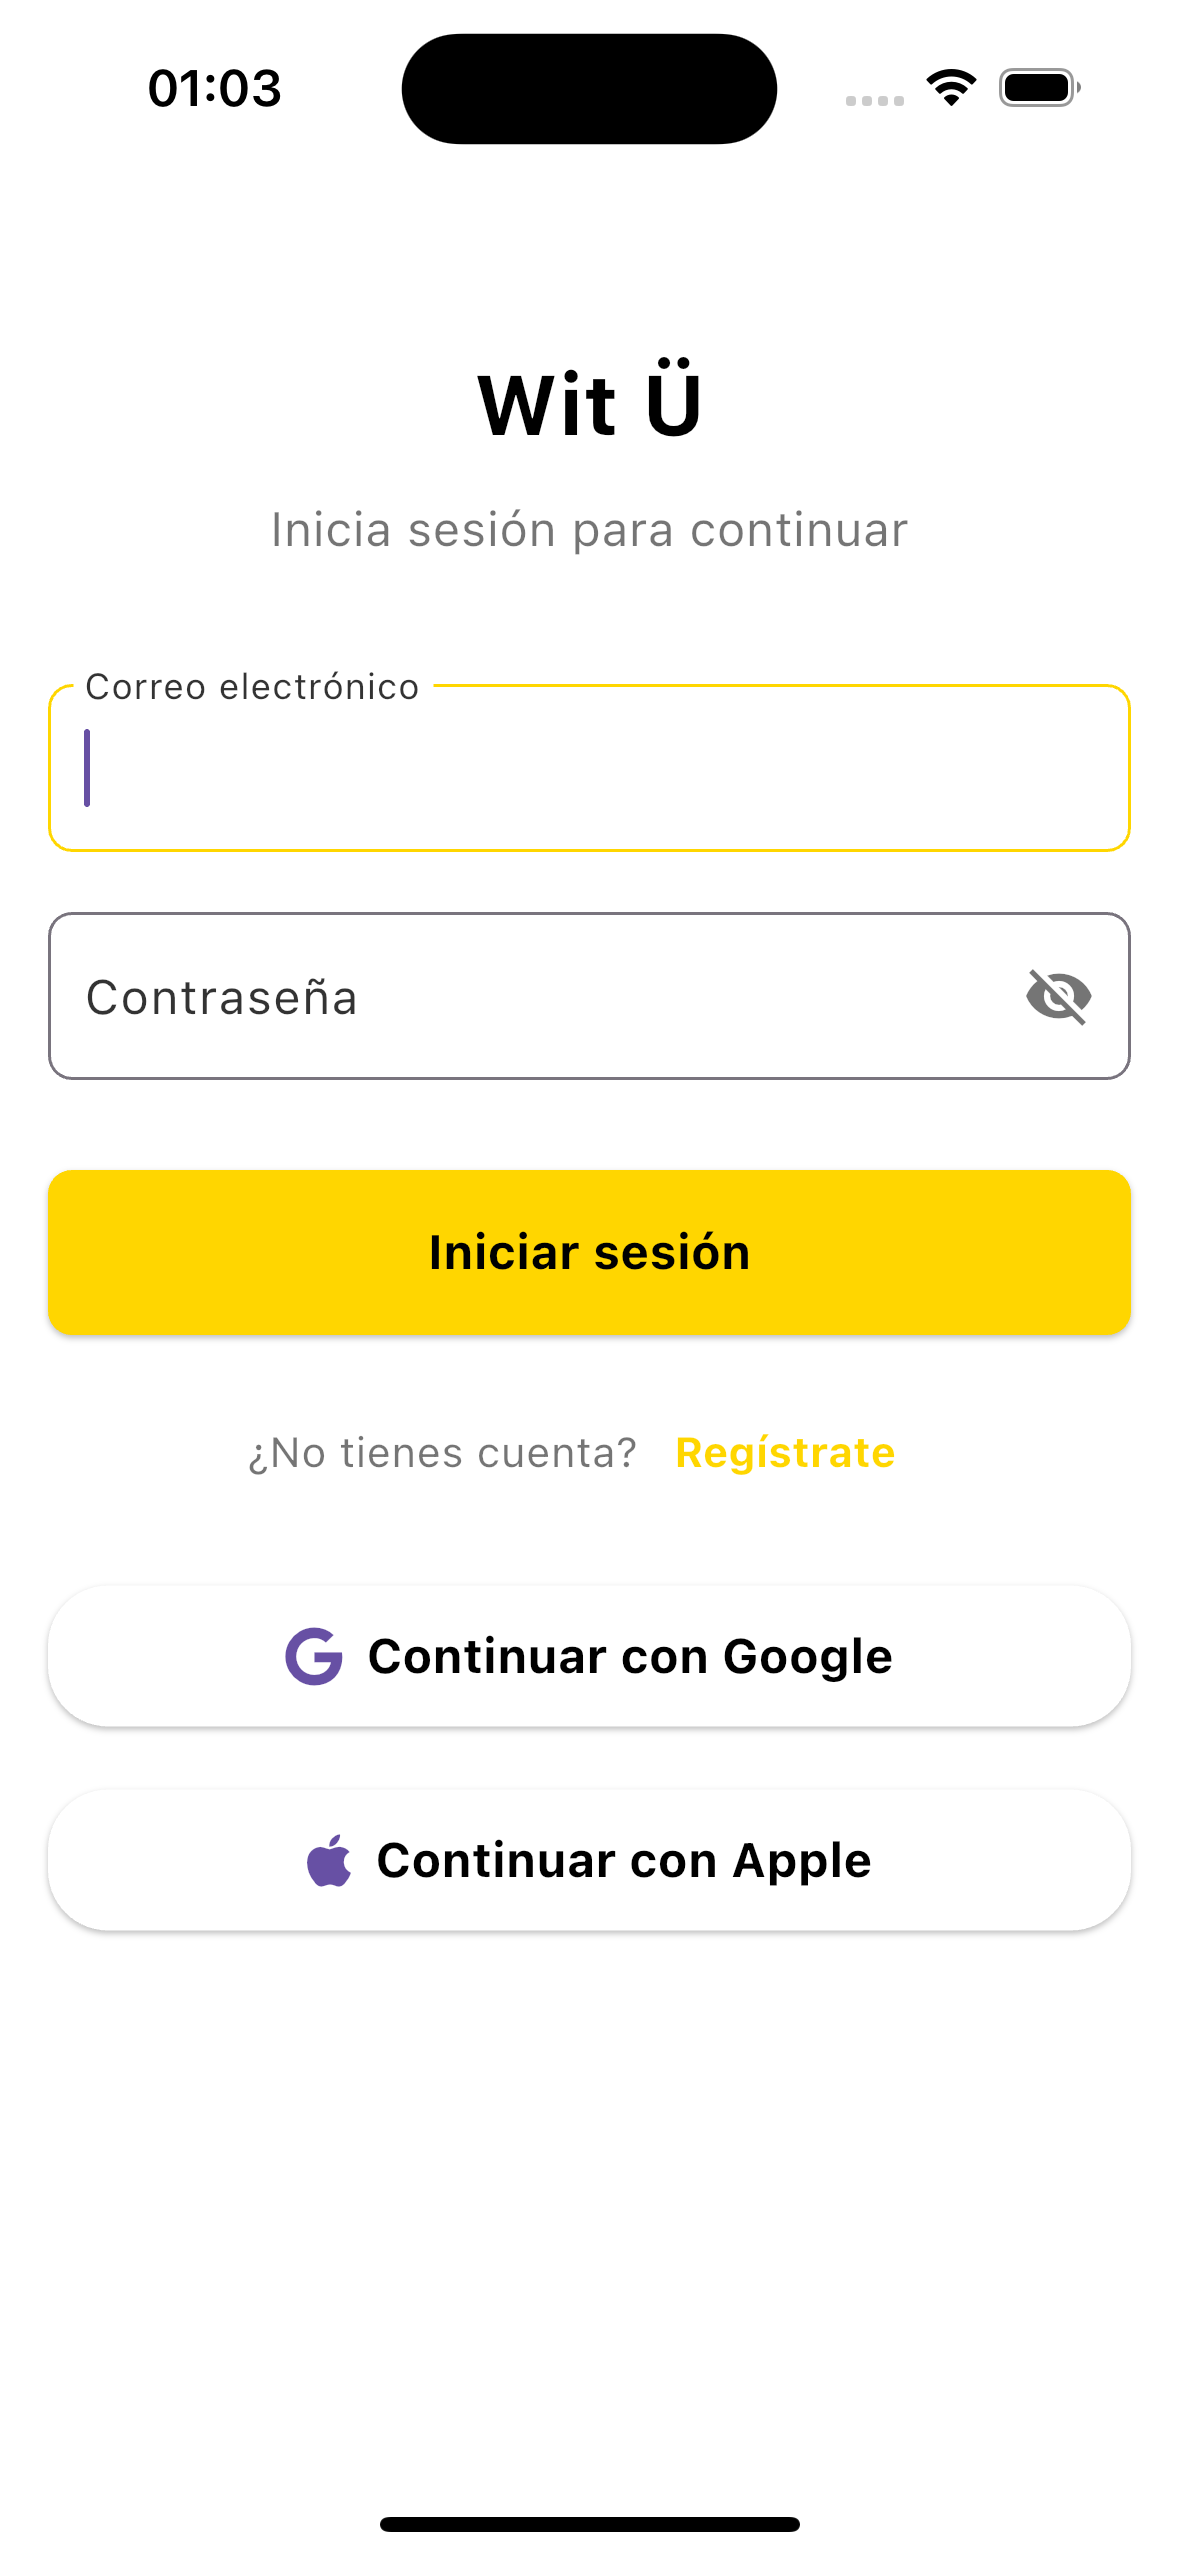 01:03
Wit Ü
Inicia sesión para continuar
Correo electrónico
Contraseña
Iniciar sesión
¿No tienes cuenta? Regístrate
Continuar con Google
Continuar con Apple